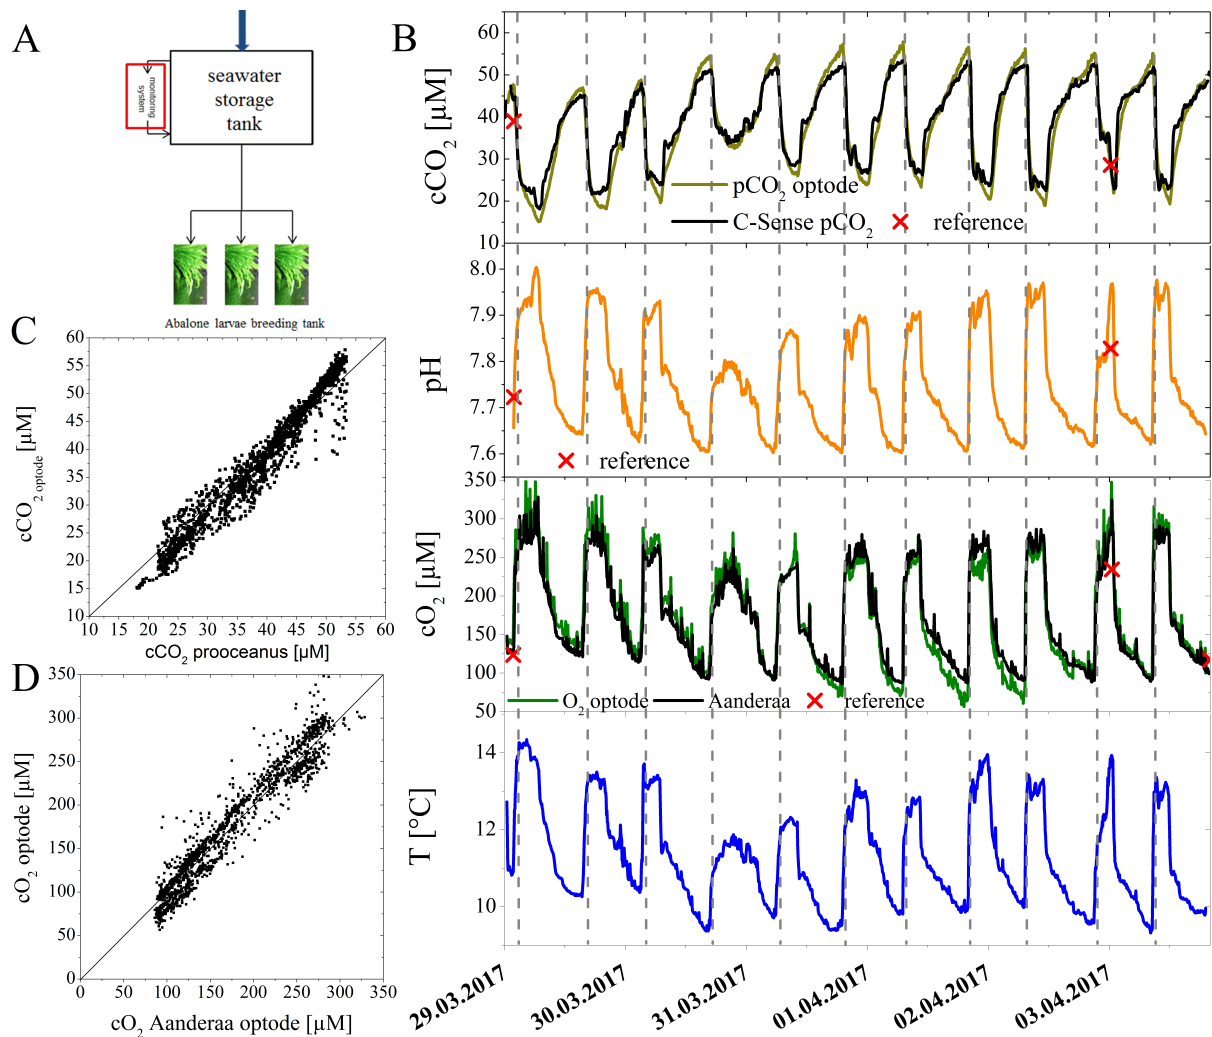 A
seawater
storage
tank
monitoring
system
Abalone larvae breeding tank
B
cCO2 [µM]
60
50
40
30
20
10
pCO2 optode
C-Sense pCO2
reference
pH
8.0
7.9
7.8
7.7
7.6
reference
cO2 [µM]
350
300
250
200
150
100
50
O2 optode
Aanderaa
reference
T [°C]
14
12
10
29.03.2017
30.03.2017
31.03.2017
01.04.2017
02.04.2017
03.04.2017
C
cCO2 optode [µM]
60
55
50
45
40
35
30
25
20
15
10
10 15 20 25 30 35 40 45 50 55 60
cCO2 prooceanus [µM]
D
cO2 optode [µM]
350
300
250
200
150
100
50
0
0 50 100 150 200 250 300 350
cO2 Aanderaa optode [µM]